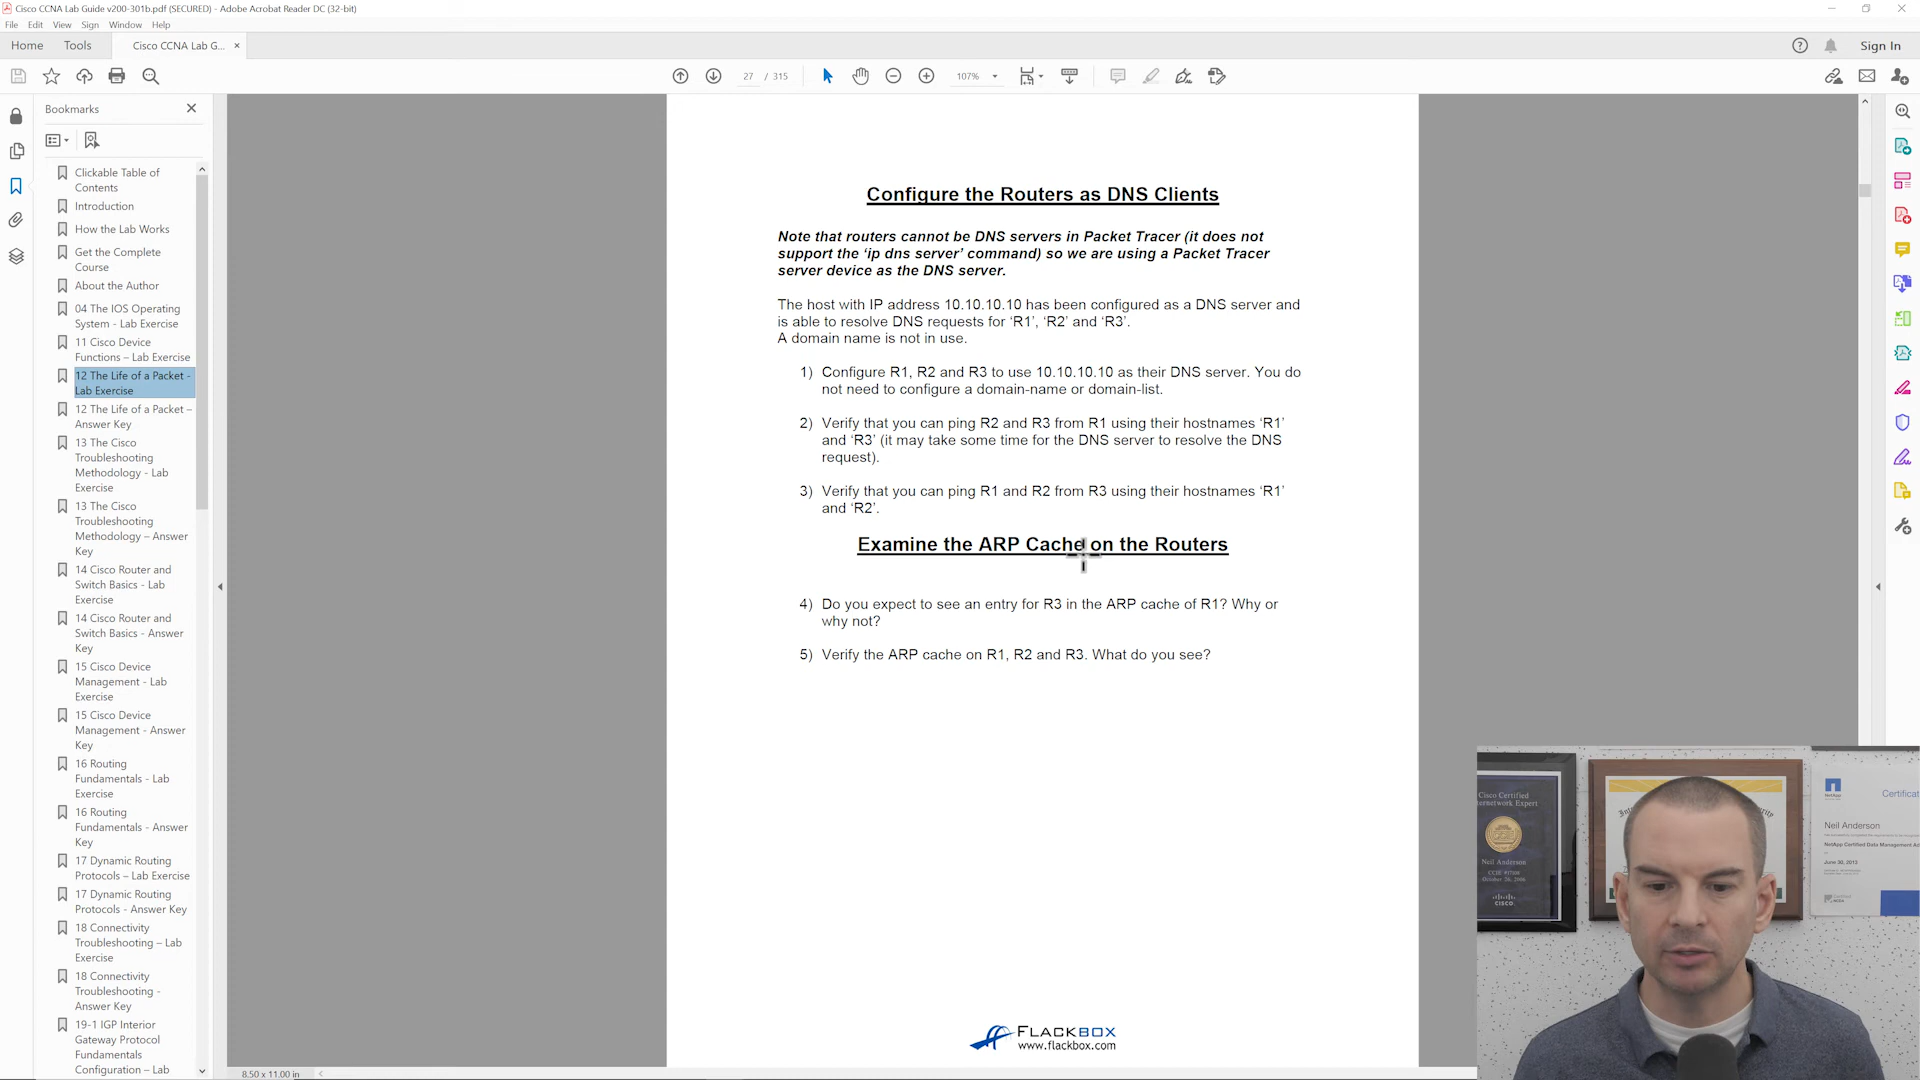 Cisco CCNA Lab Guide v200-301b.pdf (SECURED) - Adobe Acrobat Reader DC (32-bit)
File Edit View Sign Window Help
Home Tools Cisco CCNA Lab G... × Sign In
27 / 315 107%
Bookmarks
Clickable Table of
Contents
Introduction
How the Lab Works
Get the Complete
Course
About the Author
04 The IOS Operating
System - Lab Exercise
11 Cisco Device
Functions – Lab Exercise
12 The Life of a Packet -
Lab Exercise
12 The Life of a Packet –
Answer Key
13 The Cisco
Troubleshooting
Methodology - Lab
Exercise
13 The Cisco
Troubleshooting
Methodology – Answer
Key
14 Cisco Router and
Switch Basics - Lab
Exercise
14 Cisco Router and
Switch Basics - Answer
Key
15 Cisco Device
Management - Lab
Exercise
15 Cisco Device
Management - Answer
Key
16 Routing
Fundamentals - Lab
Exercise
16 Routing
Fundamentals - Answer
Key
17 Dynamic Routing
Protocols – Lab Exercise
17 Dynamic Routing
Protocols - Answer Key
18 Connectivity
Troubleshooting – Lab
Exercise
18 Connectivity
Troubleshooting -
Answer Key
19-1 IGP Interior
Gateway Protocol
Fundamentals
Configuration – Lab
Configure the Routers as DNS Clients
Note that routers cannot be DNS servers in Packet Tracer (it does not
support the ‘ip dns server’ command) so we are using a Packet Tracer
server device as the DNS server.
The host with IP address 10.10.10.10 has been configured as a DNS server and
is able to resolve DNS requests for ‘R1’, ‘R2’ and ‘R3’.
A domain name is not in use.
1) Configure R1, R2 and R3 to use 10.10.10.10 as their DNS server. You do
not need to configure a domain-name or domain-list.
2) Verify that you can ping R2 and R3 from R1 using their hostnames ‘R1’
and ‘R3’ (it may take some time for the DNS server to resolve the DNS
request).
3) Verify that you can ping R1 and R2 from R3 using their hostnames ‘R1’
and ‘R2’.
Examine the ARP Cache on the Routers
4) Do you expect to see an entry for R3 in the ARP cache of R1? Why or
why not?
5) Verify the ARP cache on R1, R2 and R3. What do you see?
FLACKBOX
www.flackbox.com
8.50 x 11.00 in
Cisco Certified
Internetwork Expert
Neil Anderson
October 26, 2006
CISCO
NetApp
Certificat
Neil Anderson
June 30, 2013